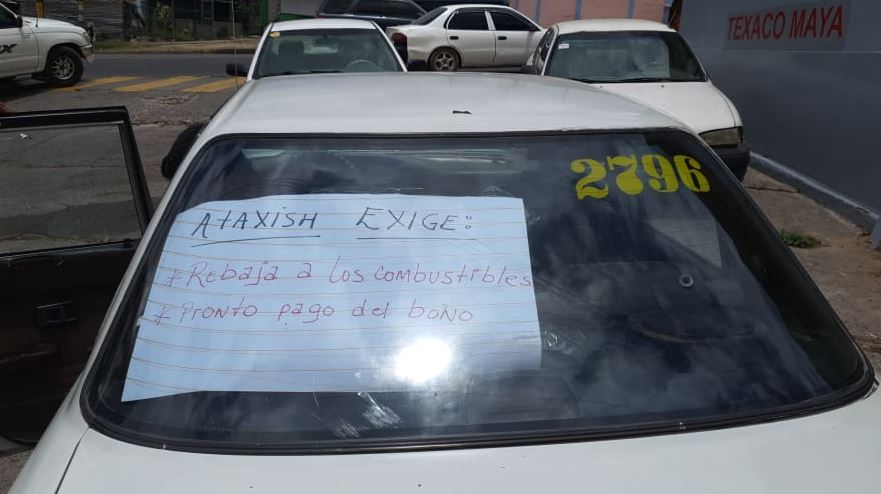 TEXACO MAYA
2796
ATAXISH EXIGE:
* Rebaja a los combustibles
* Pronto pago del bono